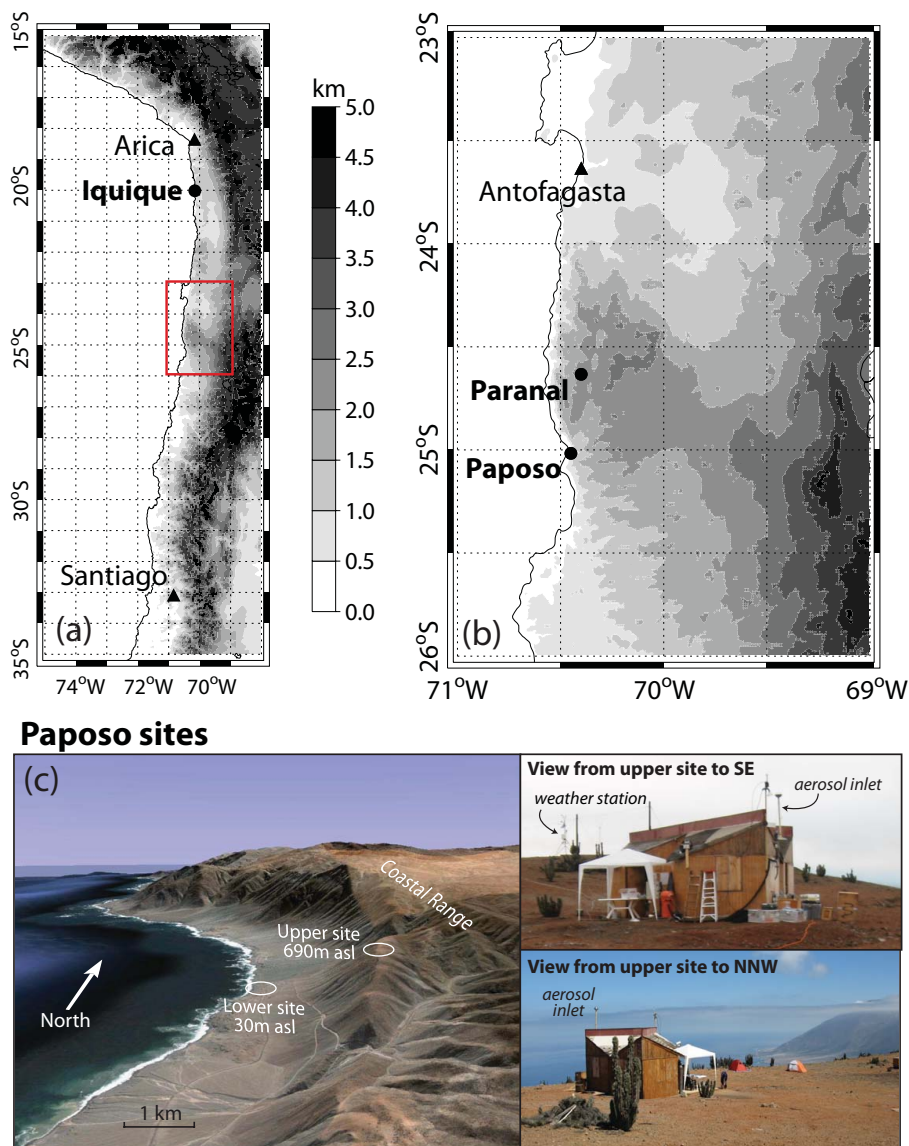 15°S
20°S
25°S
30°S
35°S
74°W
72°W
70°W
Arica
Iquique
Santiago
(a)
km
5.0
4.5
4.0
3.5
3.0
2.5
2.0
1.5
1.0
0.5
0.0
23°S
24°S
25°S
26°S
71°W
70°W
69°W
Antofagasta
Paranal
Paposo
(b)
Paposo sites
(c)
Coastal Range
Upper site
690m asl
Lower site
30m asl
North
1 km
View from upper site to SE
weather station
aerosol inlet
View from upper site to NNW
aerosol
inlet